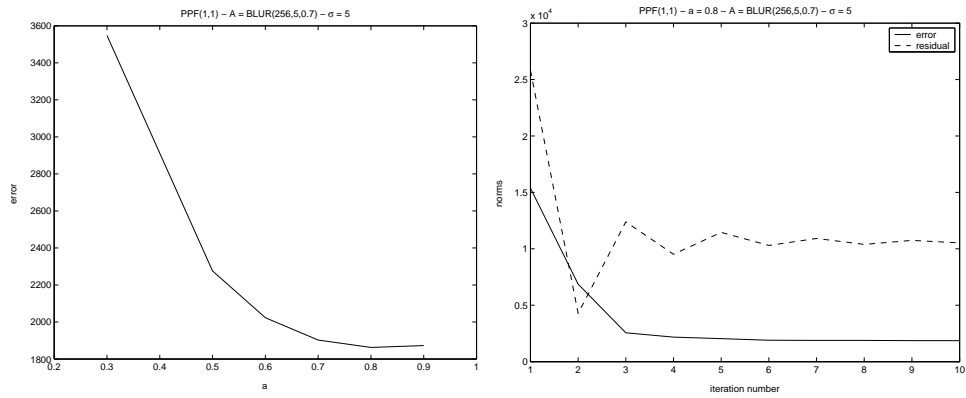 PPF(1,1) − A = BLUR(256,5,0.7) − σ = 5
3600
3400
3200
3000
2800
2600
2400
2200
2000
1800
error
0.2 0.3 0.4 0.5 0.6 0.7 0.8 0.9 1
a
PPF(1,1) − a = 0.8 − A = BLUR(256,5,0.7) − σ = 5
x 10^4
3
2.5
2
1.5
1
0.5
0
norms
error
residual
1 2 3 4 5 6 7 8 9 10
iteration number